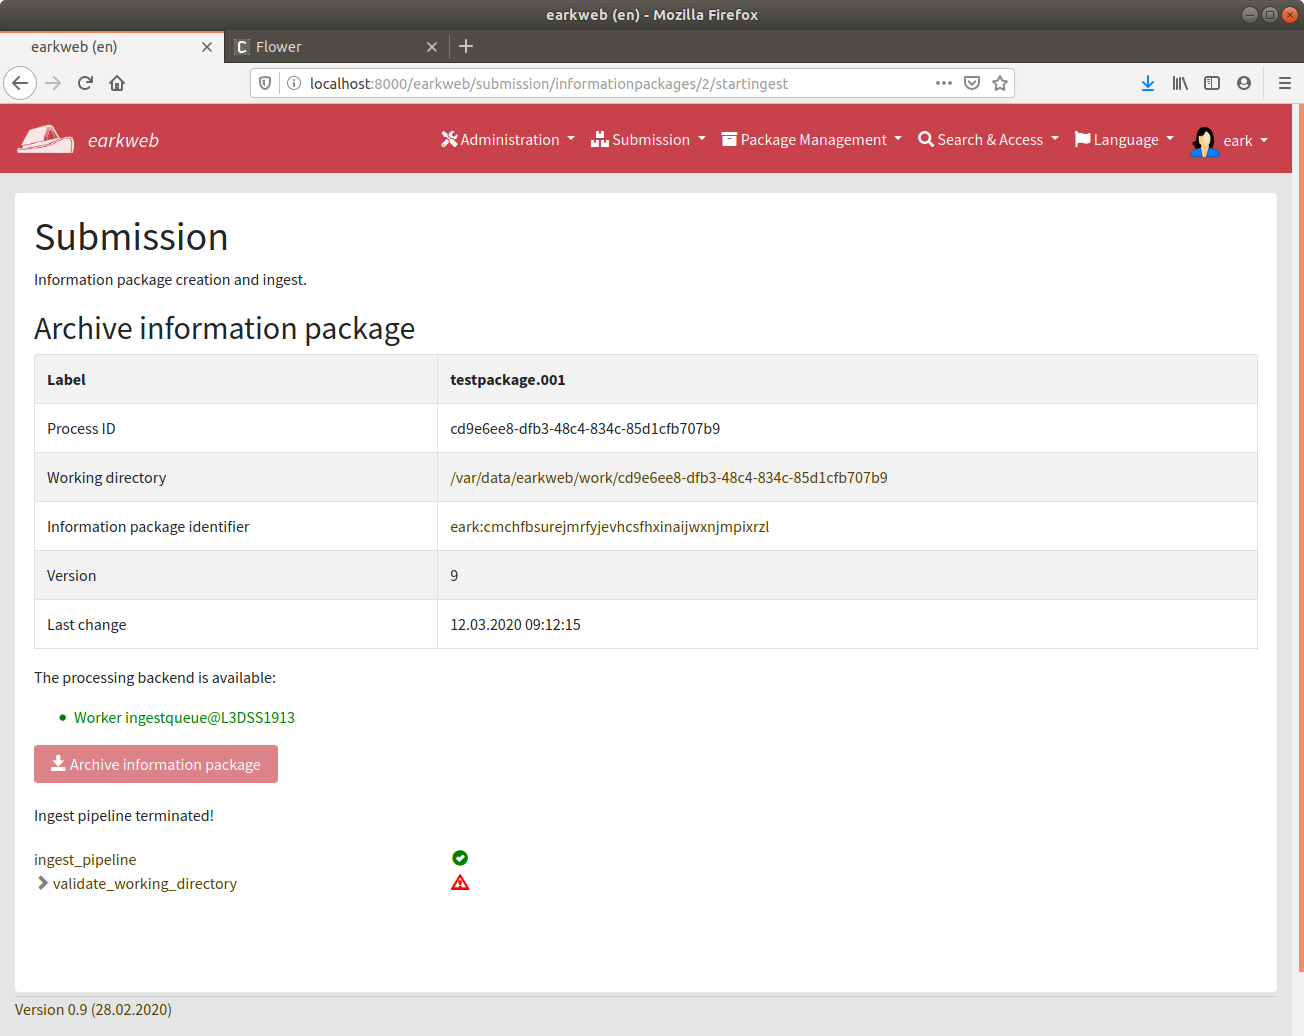 earkweb (en) - Mozilla Firefox
earkweb (en)
C Flower
localhost:8000/earkweb/submission/informationpackages/2/startingest
earkweb Administration Submission Package Management Search & Access Language eark
Submission
Information package creation and ingest.
Archive information package
Label testpackage.001
Process ID cd9e6ee8-dfb3-48c4-834c-85d1cfb707b9
Working directory /var/data/earkweb/work/cd9e6ee8-dfb3-48c4-834c-85d1cfb707b9
Information package identifier eark:cmchfbsurejmrfyjevhcsfhxinaijwxnjmpixrzl
Version 9
Last change 12.03.2020 09:12:15
The processing backend is available:
Worker ingestqueue@L3DSS1913
Archive information package
Ingest pipeline terminated!
ingest_pipeline
validate_working_directory
Version 0.9 (28.02.2020)